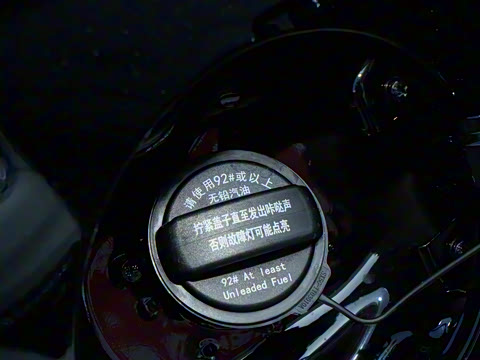 请使用92#或以上
无铅汽油
拧紧盖子直至发出咔哒声
否则故障灯可能点亮
92# At least
Unleaded Fuel